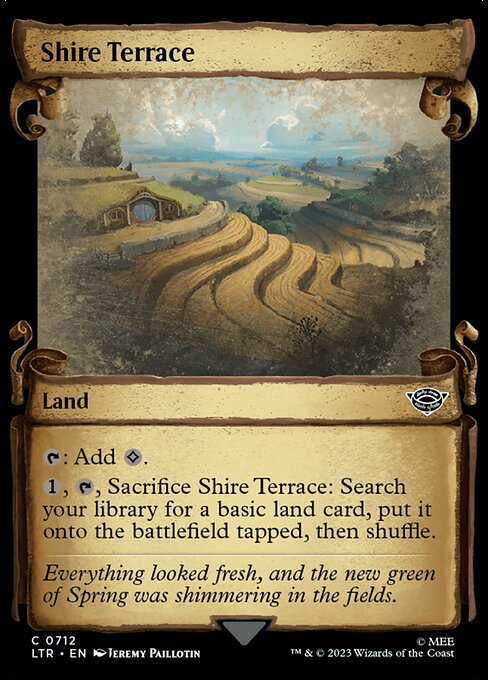 Shire Terrace
Land
: Add .
1, , Sacrifice Shire Terrace: Search
your library for a basic land card, put it
onto the battlefield tapped, then shuffle.
Everything looked fresh, and the new green
of Spring was shimmering in the fields.
C 0712
LTR • EN JEREMY PAILLOTIN
© MEE
™ & © 2023 Wizards of the Coast